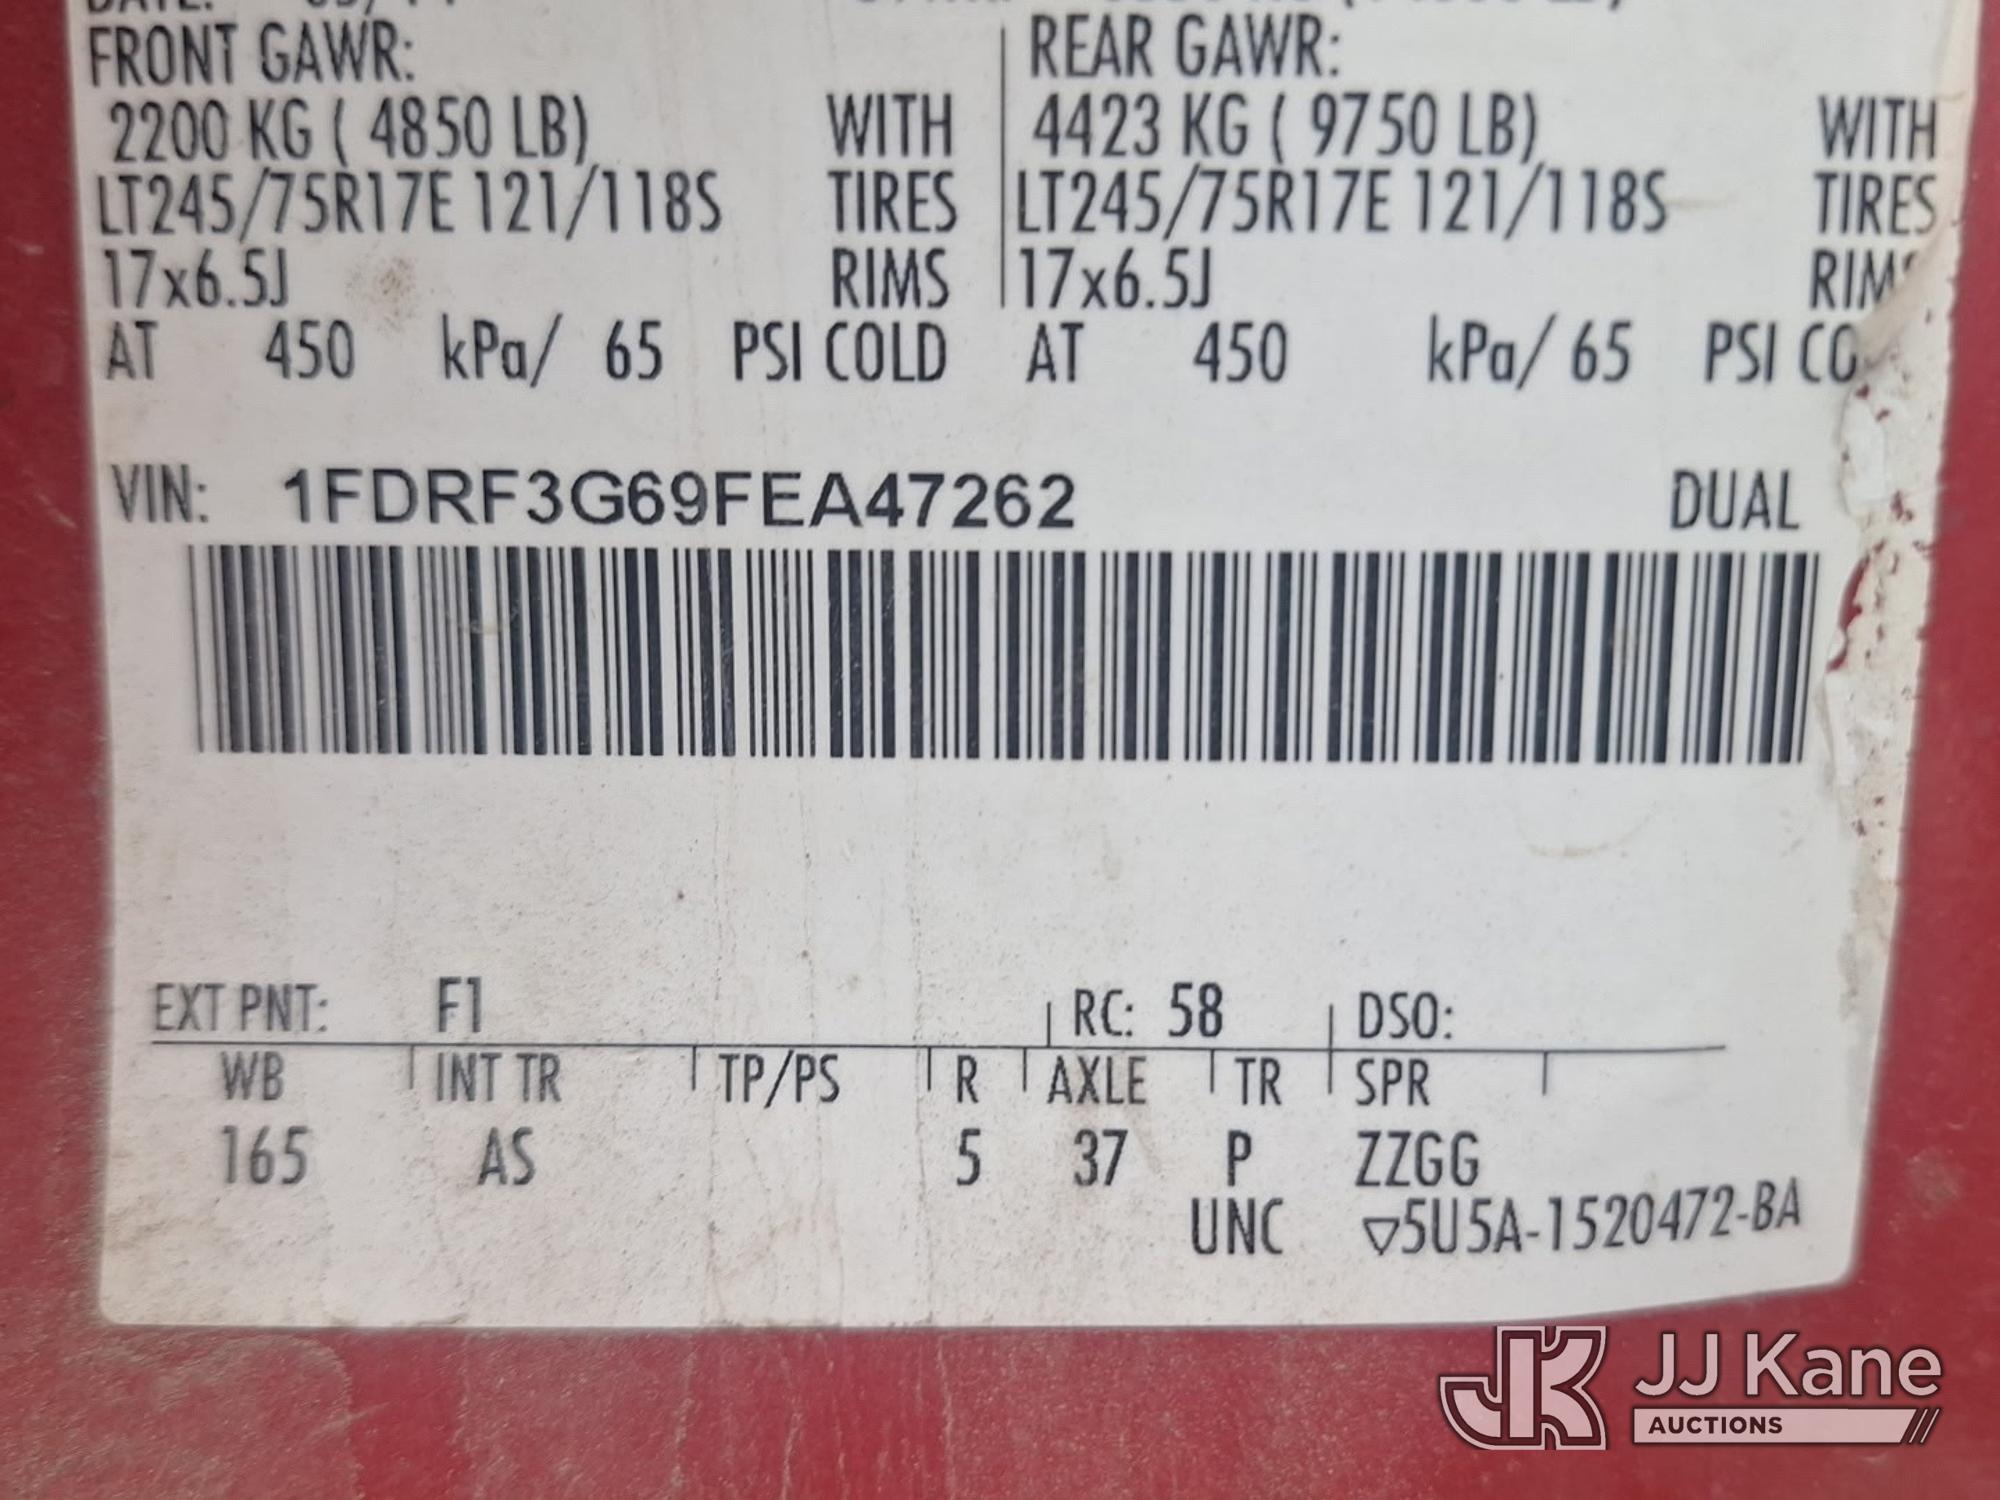 FRONT GAWR: REAR GAWR:
2200 KG ( 4850 LB) WITH 4423 KG ( 9750 LB) WITH
LT245/75R17E 121/118S TIRES LT245/75R17E 121/118S TIRES
17x6.5J RIMS 17x6.5J RIMS
AT 450 kPa/ 65 PSI COLD AT 450 kPa/ 65 PSI CO
VIN: 1FDRF3G69FEA47262 DUAL
EXT PNT: F1 RC: 58 DSO:
WB INT TR TP/PS R AXLE TR SPR
165 AS 5 37 P ZZGG
UNC ▽5U5A-1520472-BA
JK JJ Kane
AUCTIONS